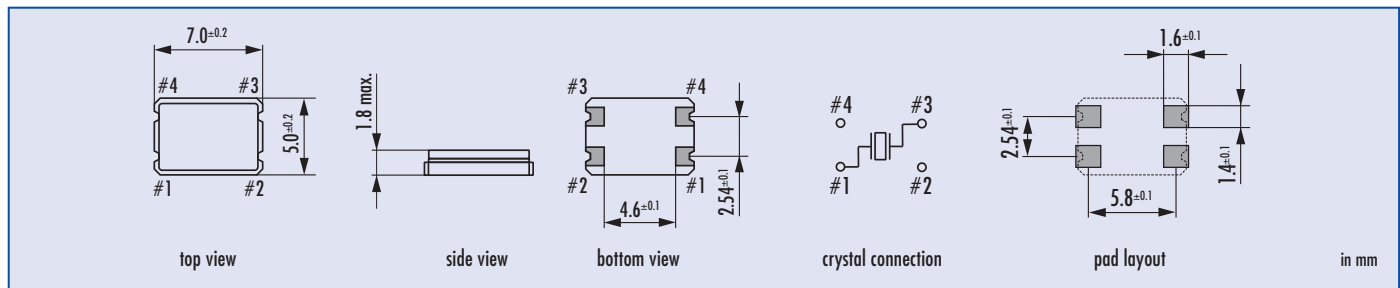 7.0±0.2
#4 #3
5.0±0.2
#1 #2
top view
1.8 max.
side view
#3 #4
#2 #1
4.6±0.1
2.54±0.1
bottom view
#4 #3
#1 #2
crystal connection
1.6±0.1
2.54±0.1
1.4±0.1
5.8±0.1
pad layout
in mm